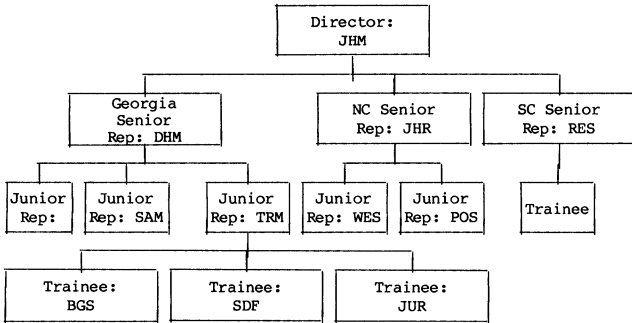 Director:
JHM
Georgia
Senior
Rep: DHM
NC Senior
Rep: JHR
SC Senior
Rep: RES
Junior
Rep:
Junior
Rep: SAM
Junior
Rep: TRM
Junior
Rep: WES
Junior
Rep: POS
Trainee
Trainee:
BGS
Trainee:
SDF
Trainee:
JUR